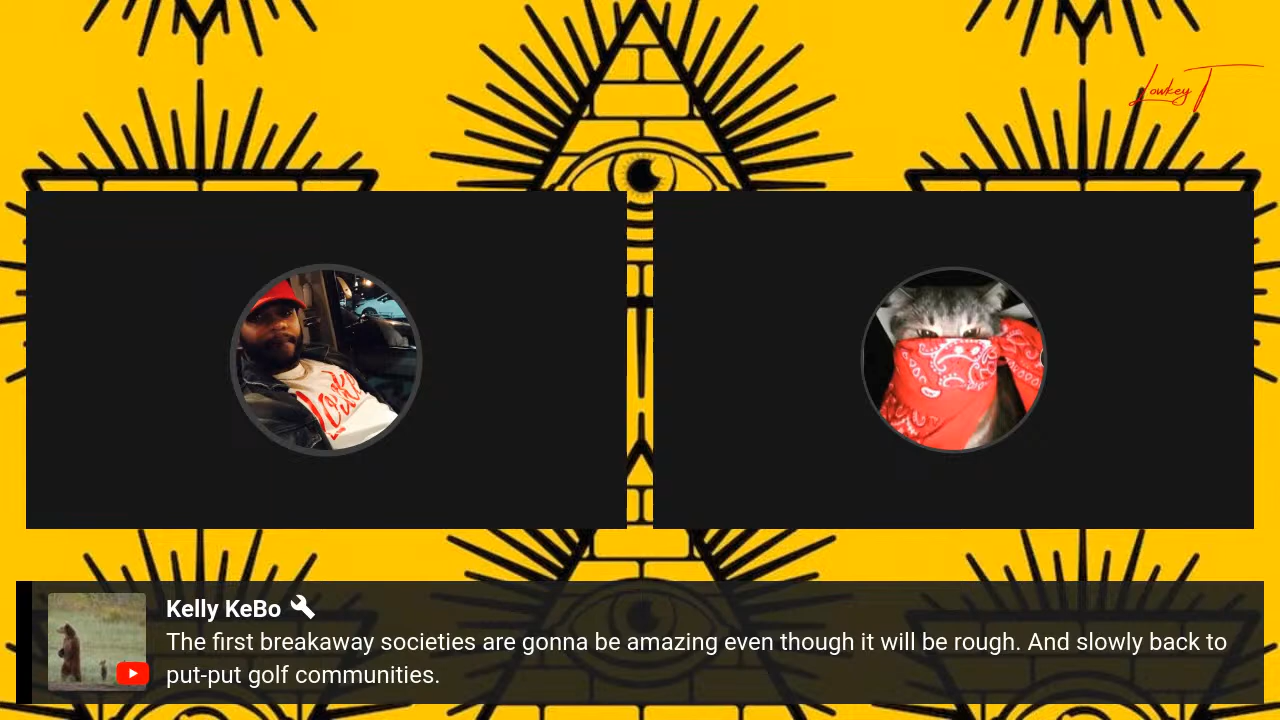 Lowkey T
Kelly KeBo
The first breakaway societies are gonna be amazing even though it will be rough. And slowly back to
put-put golf communities.